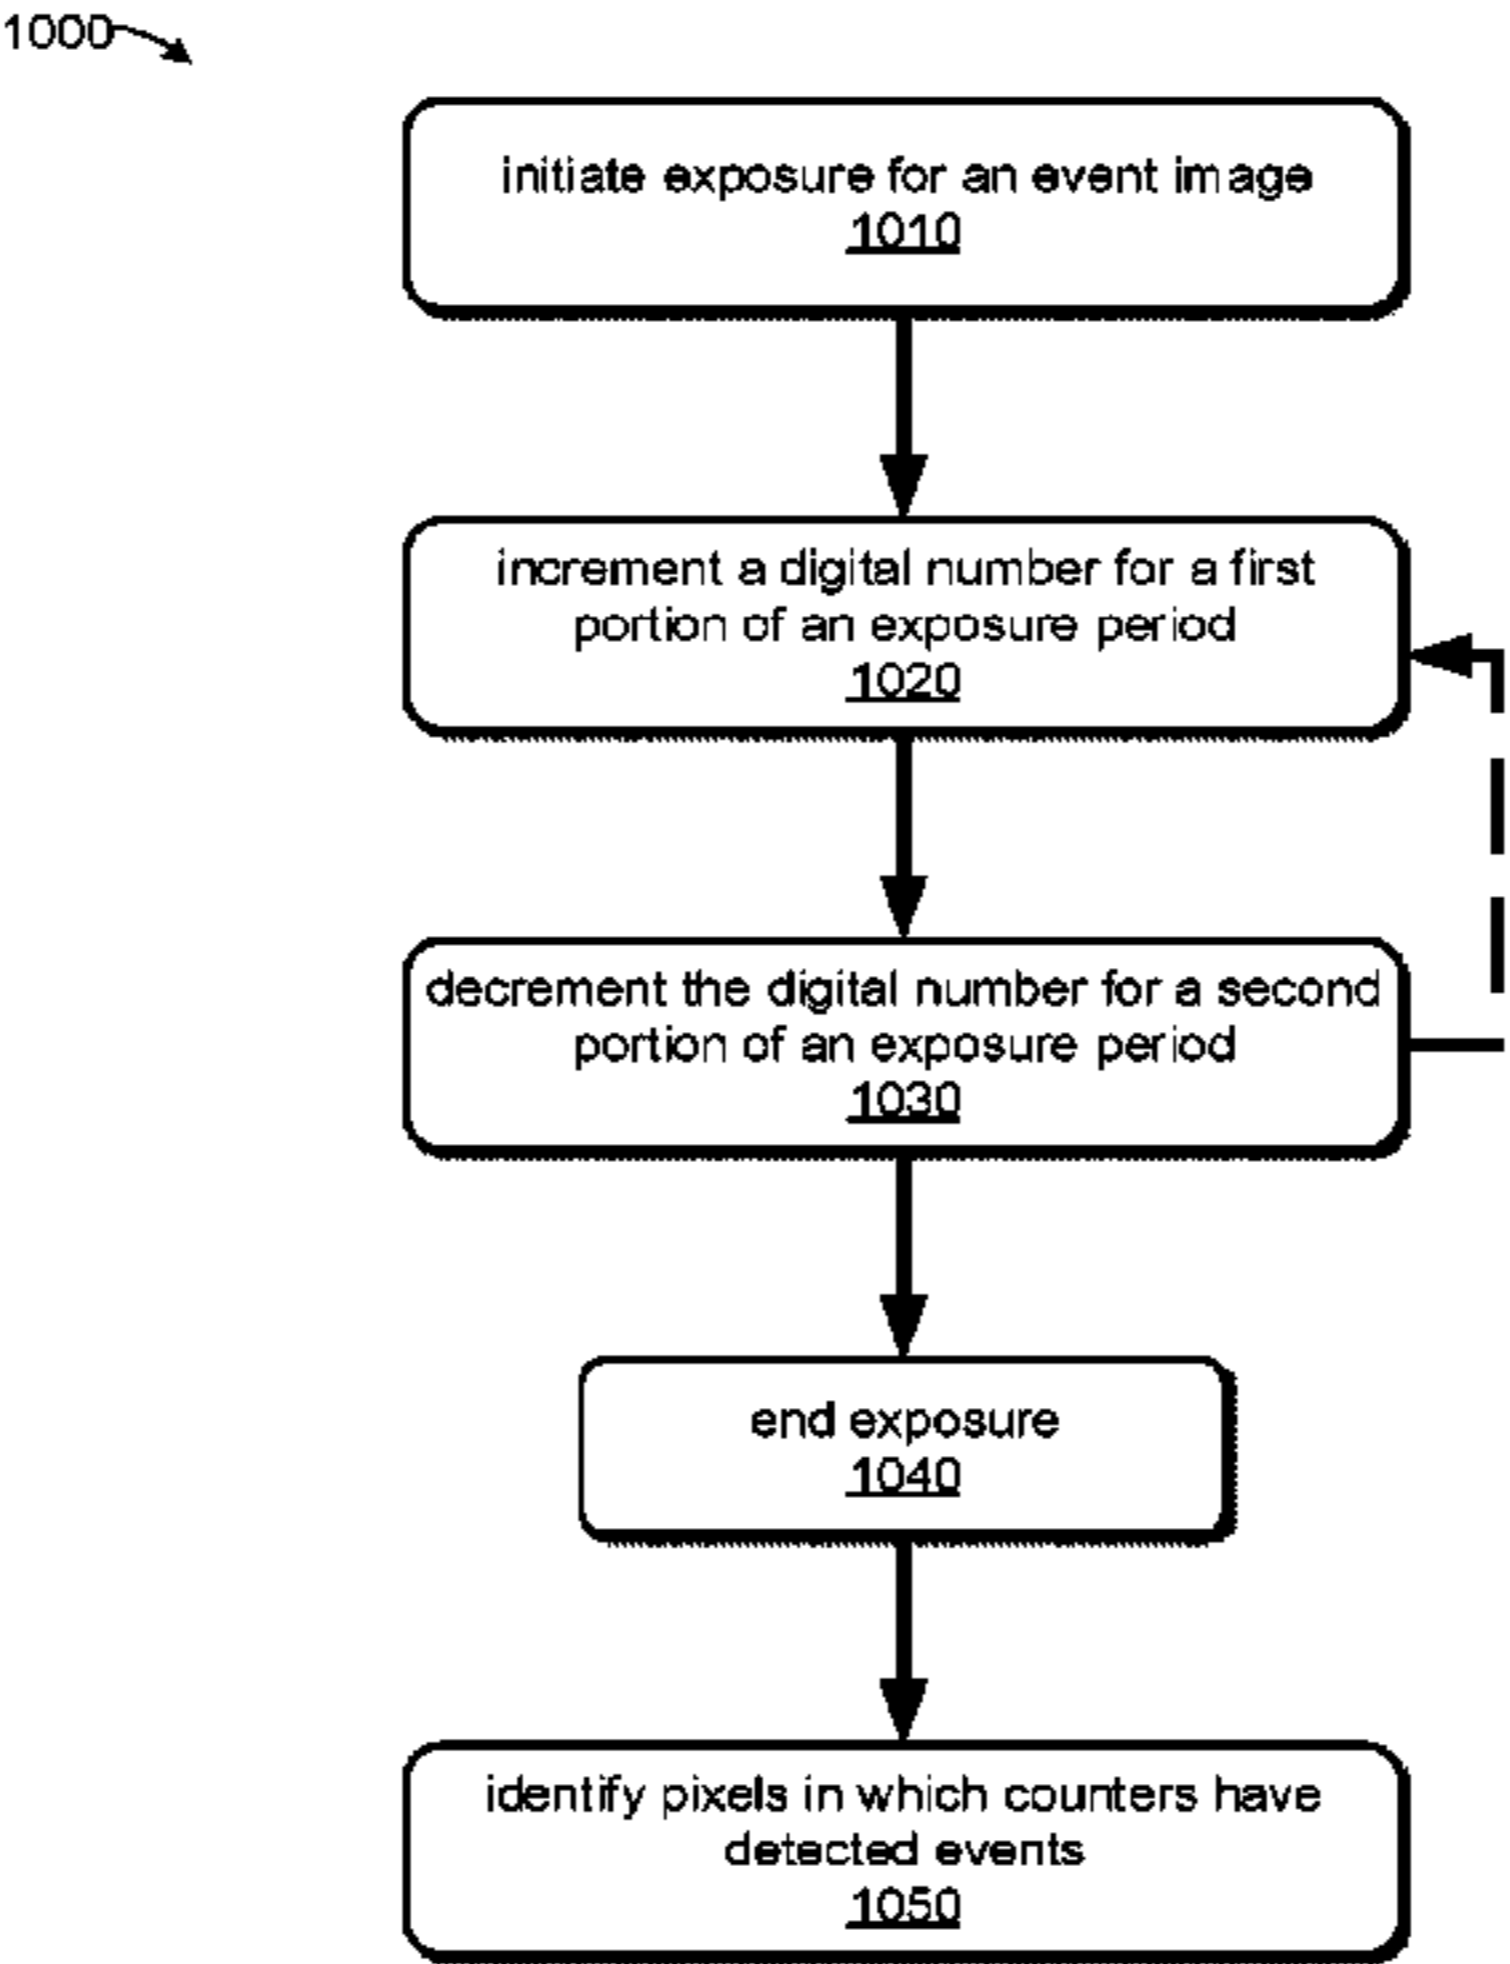 1000
initiate exposure for an event image
1010
increment a digital number for a first
portion of an exposure period
1020
decrement the digital number for a second
portion of an exposure period
1030
end exposure
1040
identify pixels in which counters have
detected events
1050